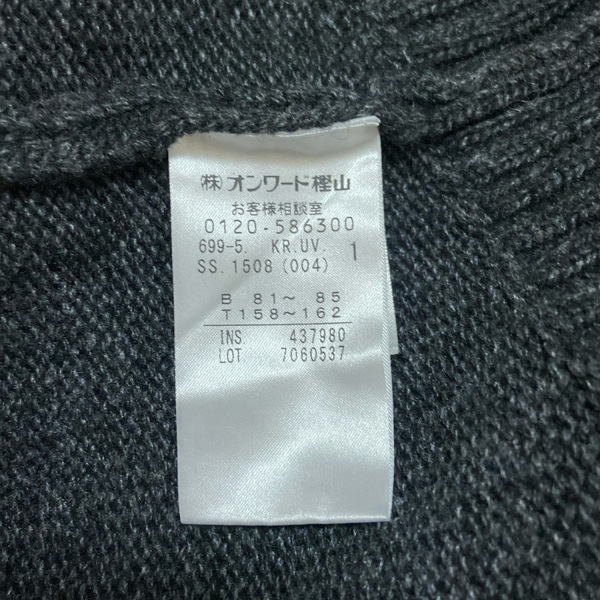 ㈱オンワード樫山
お客様相談室
0120-586300
699-5. KR.UV. 1
SS.1508(004)
B 81〜 85
T158〜162
INS 437980
LOT 7060537